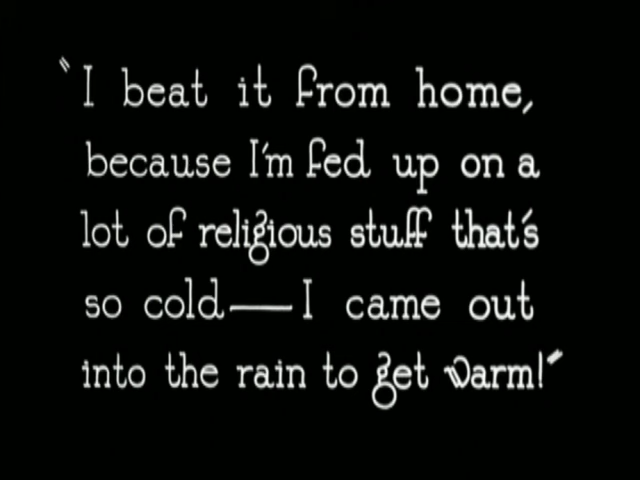 "I beat it from home,
because I'm fed up on a
lot of religious stuff that's
so cold—I came out
into the rain to get warm!"